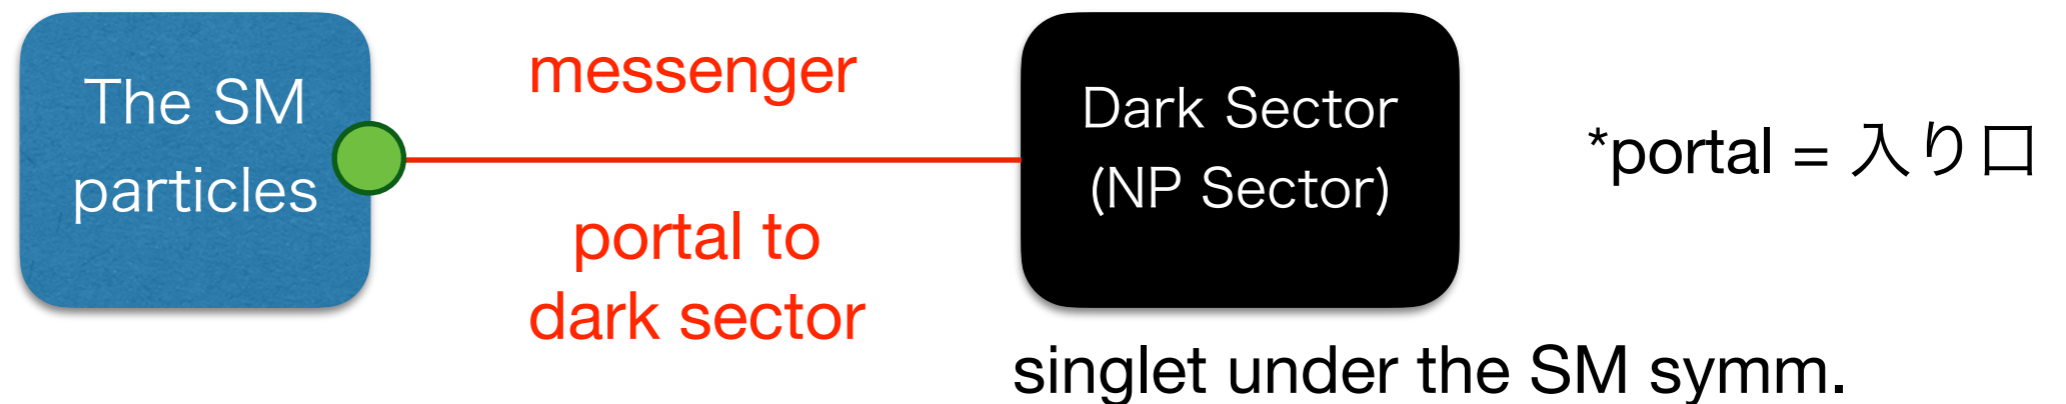 The SM
particles
messenger
portal to
dark sector
Dark Sector
(NP Sector)
*portal = 入り口
singlet under the SM symm.